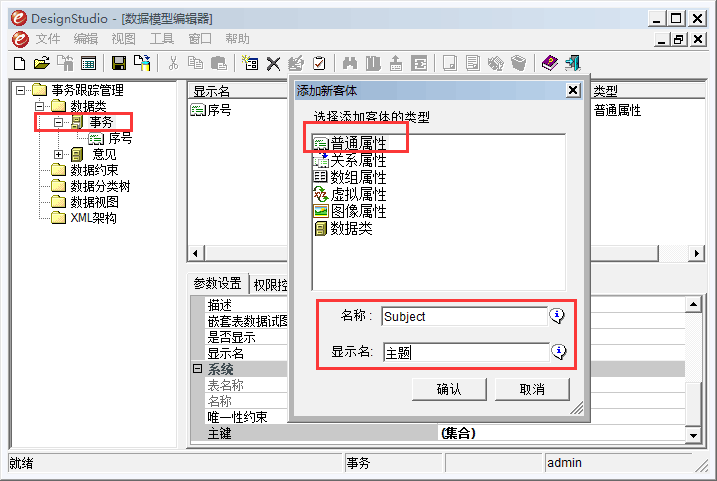 DesignStudio - [数据模型编辑器]
文件 编辑 视图 工具 窗口 帮助
事务跟踪管理
数据类
事务
序号
意见
数据约束
数据分类树
数据视图
XML架构
显示名
类型
序号
普通属性
添加新客体
选择添加客体的类型
普通属性
关系属性
数组属性
虚拟属性
图像属性
数据类
名称:
Subject
显示名:
主题
确认
取消
参数设置
权限控
描述
嵌套表数据试图
是否显示
显示名
系统
表名称
名称
唯一性约束
主键
(集合)
就绪
事务
admin